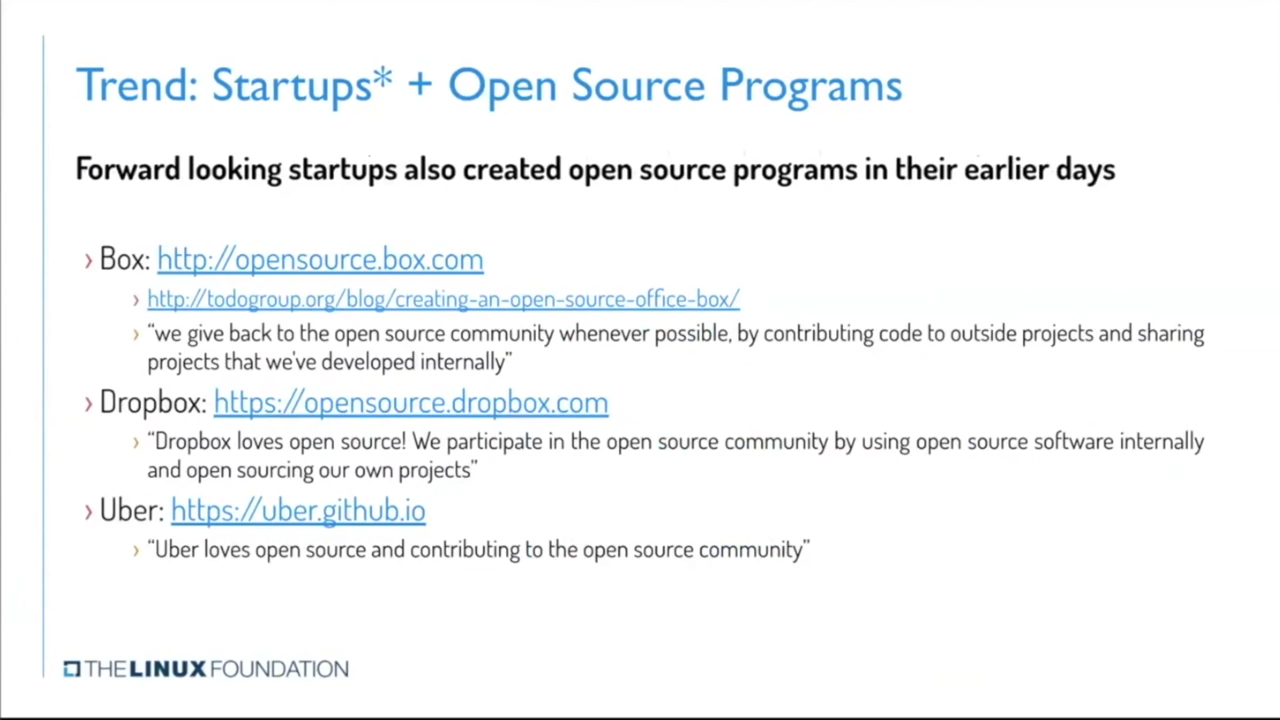 Trend: Startups* + Open Source Programs
Forward looking startups also created open source programs in their earlier days
› Box: http://opensource.box.com
› http://todogroup.org/blog/creating-an-open-source-office-box/
› “we give back to the open source community whenever possible, by contributing code to outside projects and sharing
projects that we've developed internally”
› Dropbox: https://opensource.dropbox.com
› “Dropbox loves open source! We participate in the open source community by using open source software internally
and open sourcing our own projects”
› Uber: https://uber.github.io
› “Uber loves open source and contributing to the open source community”
THE LINUX FOUNDATION